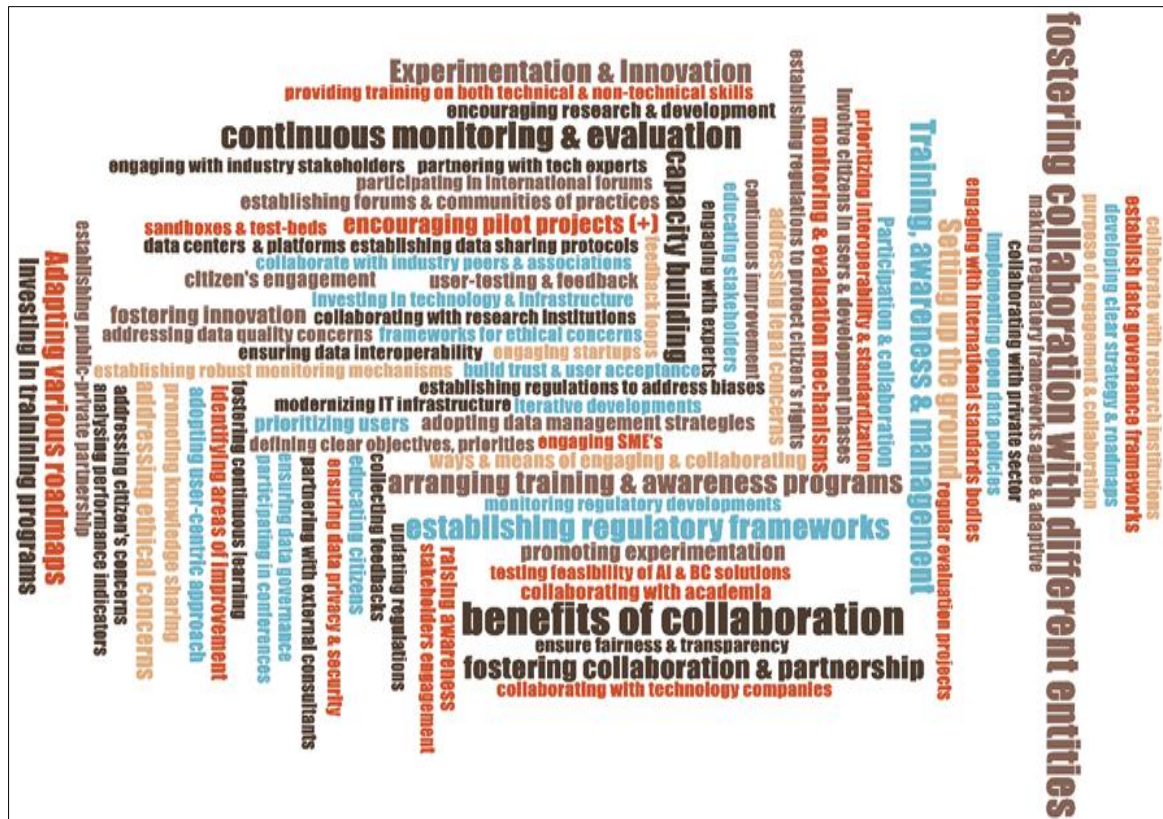 Experimentation & Innovation
providing training on both technical & non-technical skills
encouraging research & development
continuous monitoring & evaluation
engaging with industry stakeholders
partnering with tech experts
participating in international forums
establishing forums & communities of practices
sandboxes & test-beds
encouraging pilot projects (+)
data centers & platforms
establishing data sharing protocols
collaborate with industry peers & associations
citizen's engagement
user-testing & feedback
investing in technology & infrastructure
fostering innovation
collaborating with research institutions
addressing data quality concerns
frameworks for ethical concerns
ensuring data interoperability
engaging startups
establishing robust monitoring mechanisms
build trust & user acceptance
establishing regulations to address biases
modernizing IT infrastructure
iterative developments
prioritizing users
adopting data management strategies
defining clear objectives, priorities
engaging SME's
ways & means of engaging & collaborating
arranging training & awareness programs
monitoring regulatory developments
establishing regulatory frameworks
promoting experimentation
testing feasibility of AI & BC solutions
collaborating with academia
benefits of collaboration
ensure fairness & transparency
fostering collaboration & partnership
collaborating with technology companies
Investing in training programs
Adapting various roadmaps
establishing public-private partnership
analysing performance indicators
addressing citizen's concerns
addressing ethical concerns
promoting knowledge sharing
adopting user-centric approach
identifying areas of improvement
fostering continuous learning
participating in conferences
ensuring data governance
partnering with external consultants
ensuring data privacy & security
educating citizens
collecting feedbacks
updating regulations
stakeholders engagement
raising awareness
feedback loops
capacity building
engaging with experts
educating stakeholders
continuous improvement
addressing legal concerns
establishing regulations to protect citizen's rights
monitoring & evaluation mechanisms
Involve citizens in users & development phases
prioritizing interoperability & standardization
Participation & collaboration
Training, awareness & management
Setting up the ground
regular evaluation projects
engaging with international standards bodies
implementing open data policies
collaborating with private sector
making regulatory frameworks agile & adaptive
fostering collaboration with different entities
purpose of engagement & collaboration
developing clear strategy & roadmaps
establish data governance frameworks
collaborate with research institutions